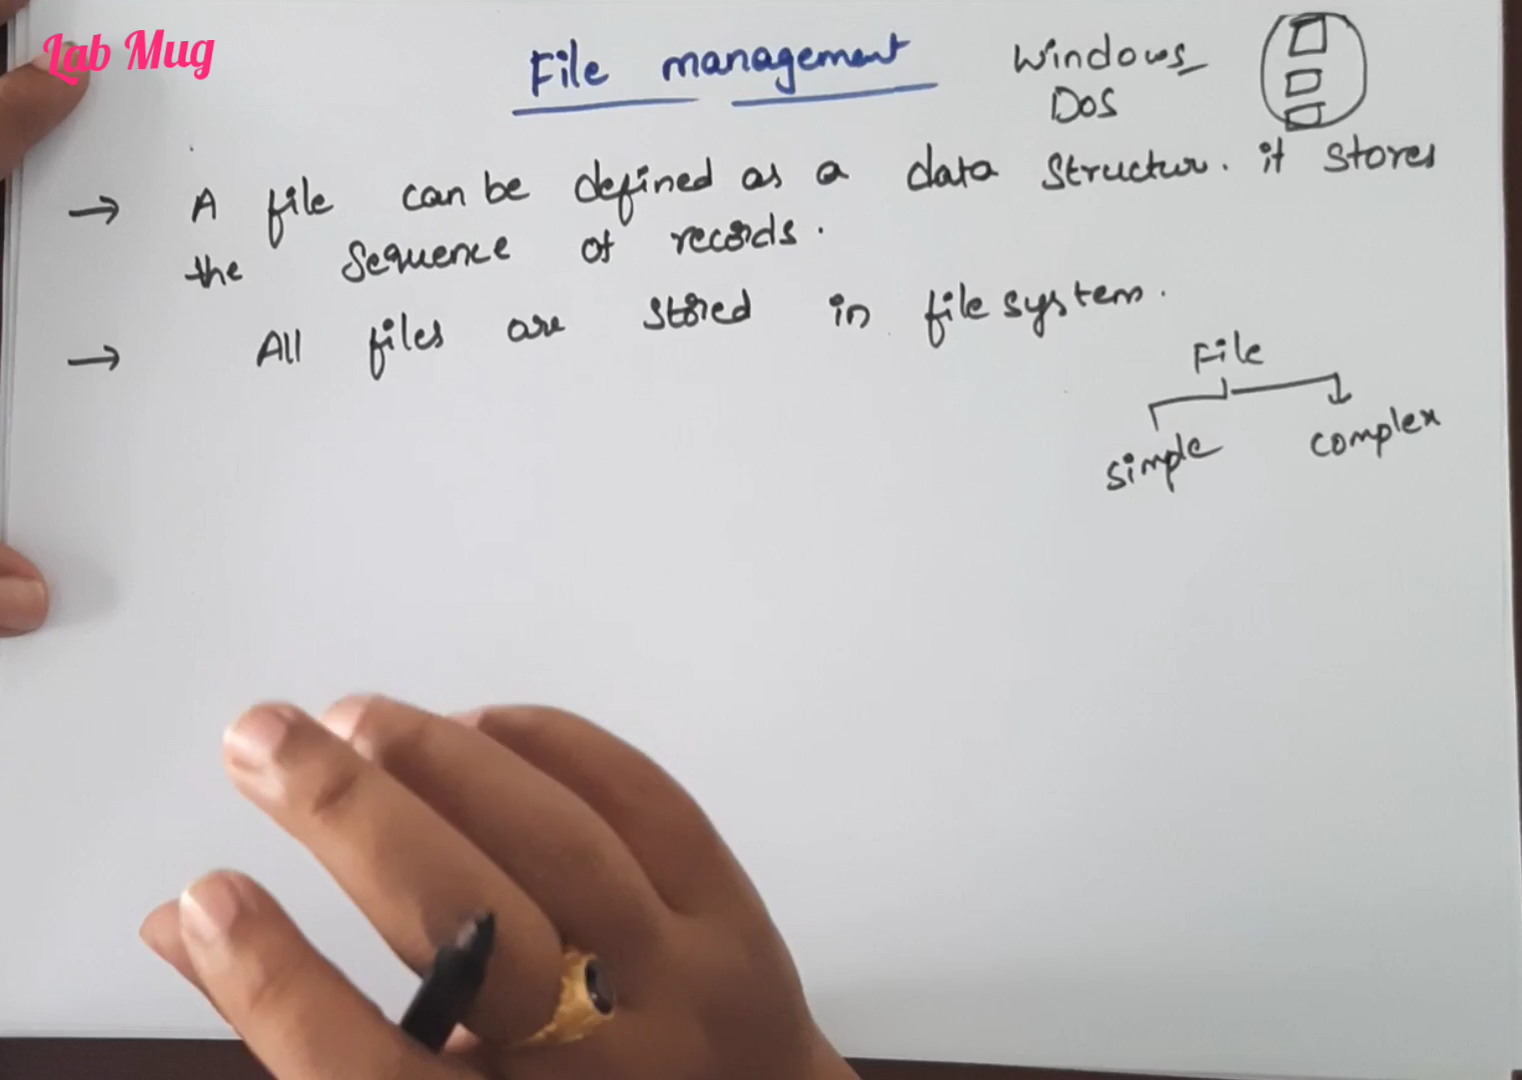 Lab Mug
File management
Windows
DOS
→ A file can be defined as a data structur. it stores
the sequence of records.
→ All files are stored in file system.
File
simple
complex